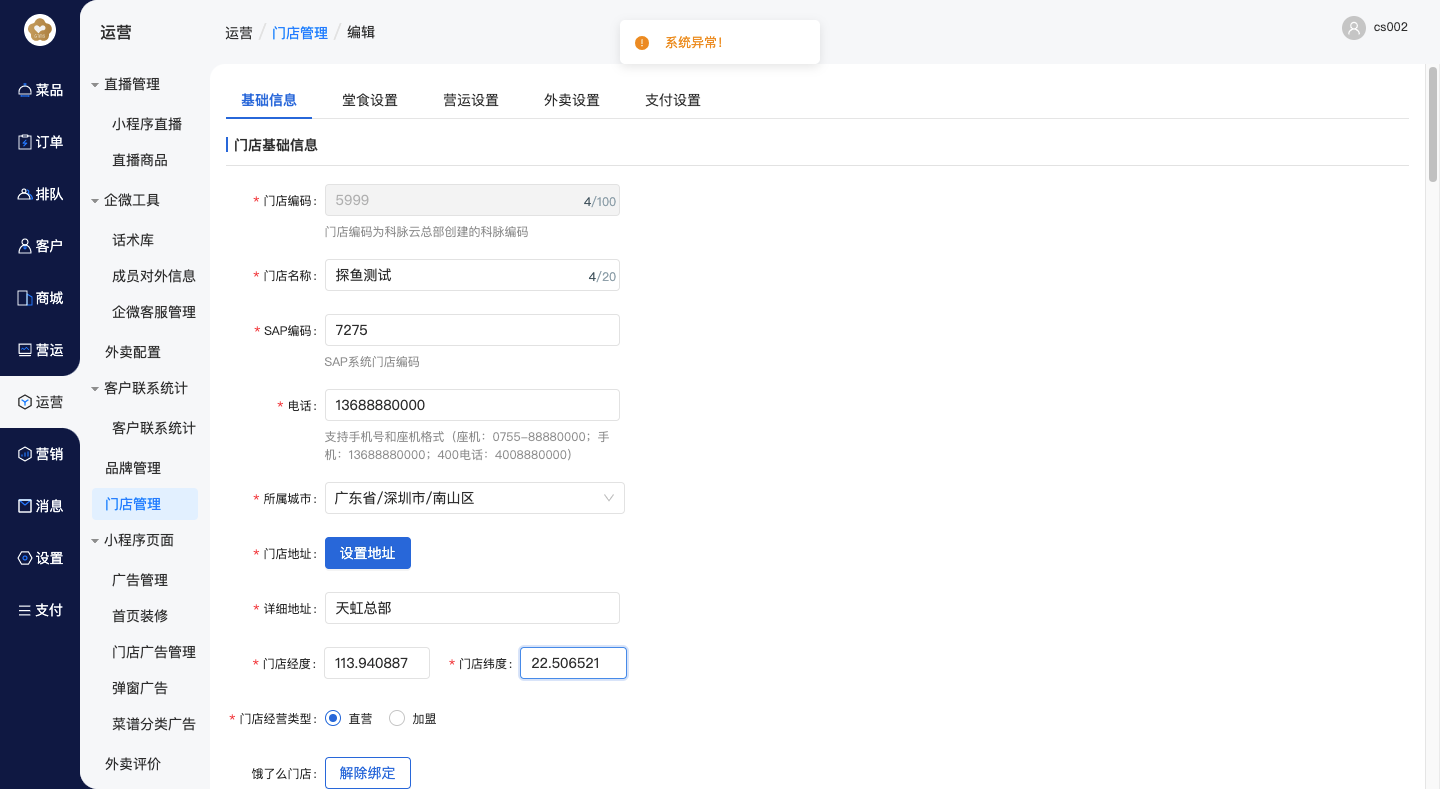 运营
运营 / 门店管理 / 编辑
系统异常!
cs002
菜品
订单
排队
客户
商城
营运
运营
营销
消息
设置
支付
直播管理
小程序直播
直播商品
企微工具
话术库
成员对外信息
企微客服管理
外卖配置
客户联系统计
客户联系统计
品牌管理
门店管理
小程序页面
广告管理
首页装修
门店广告管理
弹窗广告
菜谱分类广告
外卖评价
基础信息 堂食设置 营运设置 外卖设置 支付设置
门店基础信息
* 门店编码: 5999 4/100
门店编码为科脉云总部创建的科脉编码
* 门店名称: 探鱼测试 4/20
* SAP编码: 7275
SAP系统门店编码
* 电话: 13688880000
支持手机号和座机格式（座机：0755-88880000；手
机：13688880000；400电话：4008880000）
* 所属城市: 广东省/深圳市/南山区
* 门店地址: 设置地址
* 详细地址: 天虹总部
* 门店经度: 113.940887 * 门店纬度: 22.506521
* 门店经营类型: 直营 加盟
饿了么门店: 解除绑定